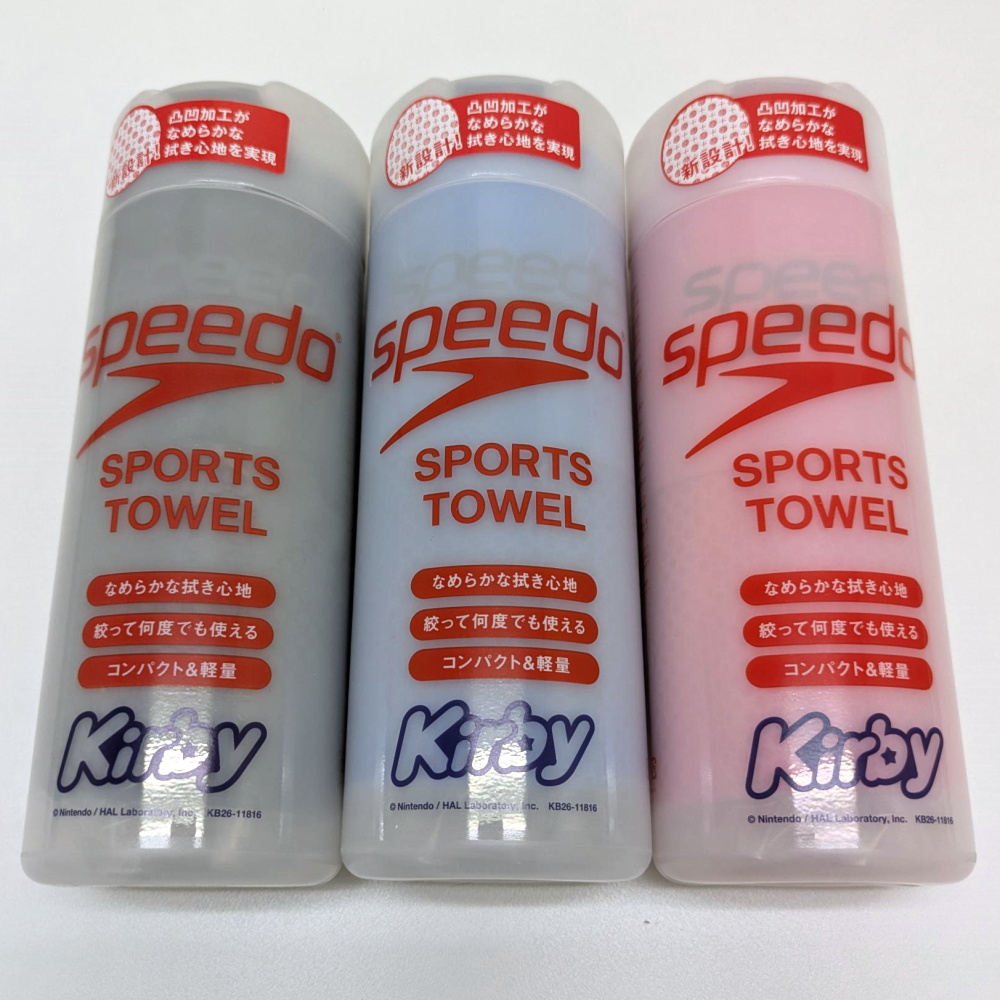 凸凹加工が
なめらかな
拭き心地を実現
新設計!
speedo
speedo®
SPORTS
TOWEL
なめらかな拭き心地
絞って何度でも使える
コンパクト&軽量
Kirby
© Nintendo / HAL Laboratory, Inc. KB26-11816
凸凹加工が
なめらかな
拭き心地を実現
新設計!
speedo
speedo
SPORTS
TOWEL
なめらかな拭き心地
絞って何度でも使える
コンパクト&軽量
Kirby
© Nintendo / HAL Laboratory, Inc. KB26-11816
凸凹加工が
なめらかな
拭き心地を実現
新設計!
speedo
speedo
SPORTS
TOWEL
なめらかな拭き心地
絞って何度でも使える
コンパクト&軽量
Kirby
© Nintendo / HAL Laboratory, Inc. KB26-11816